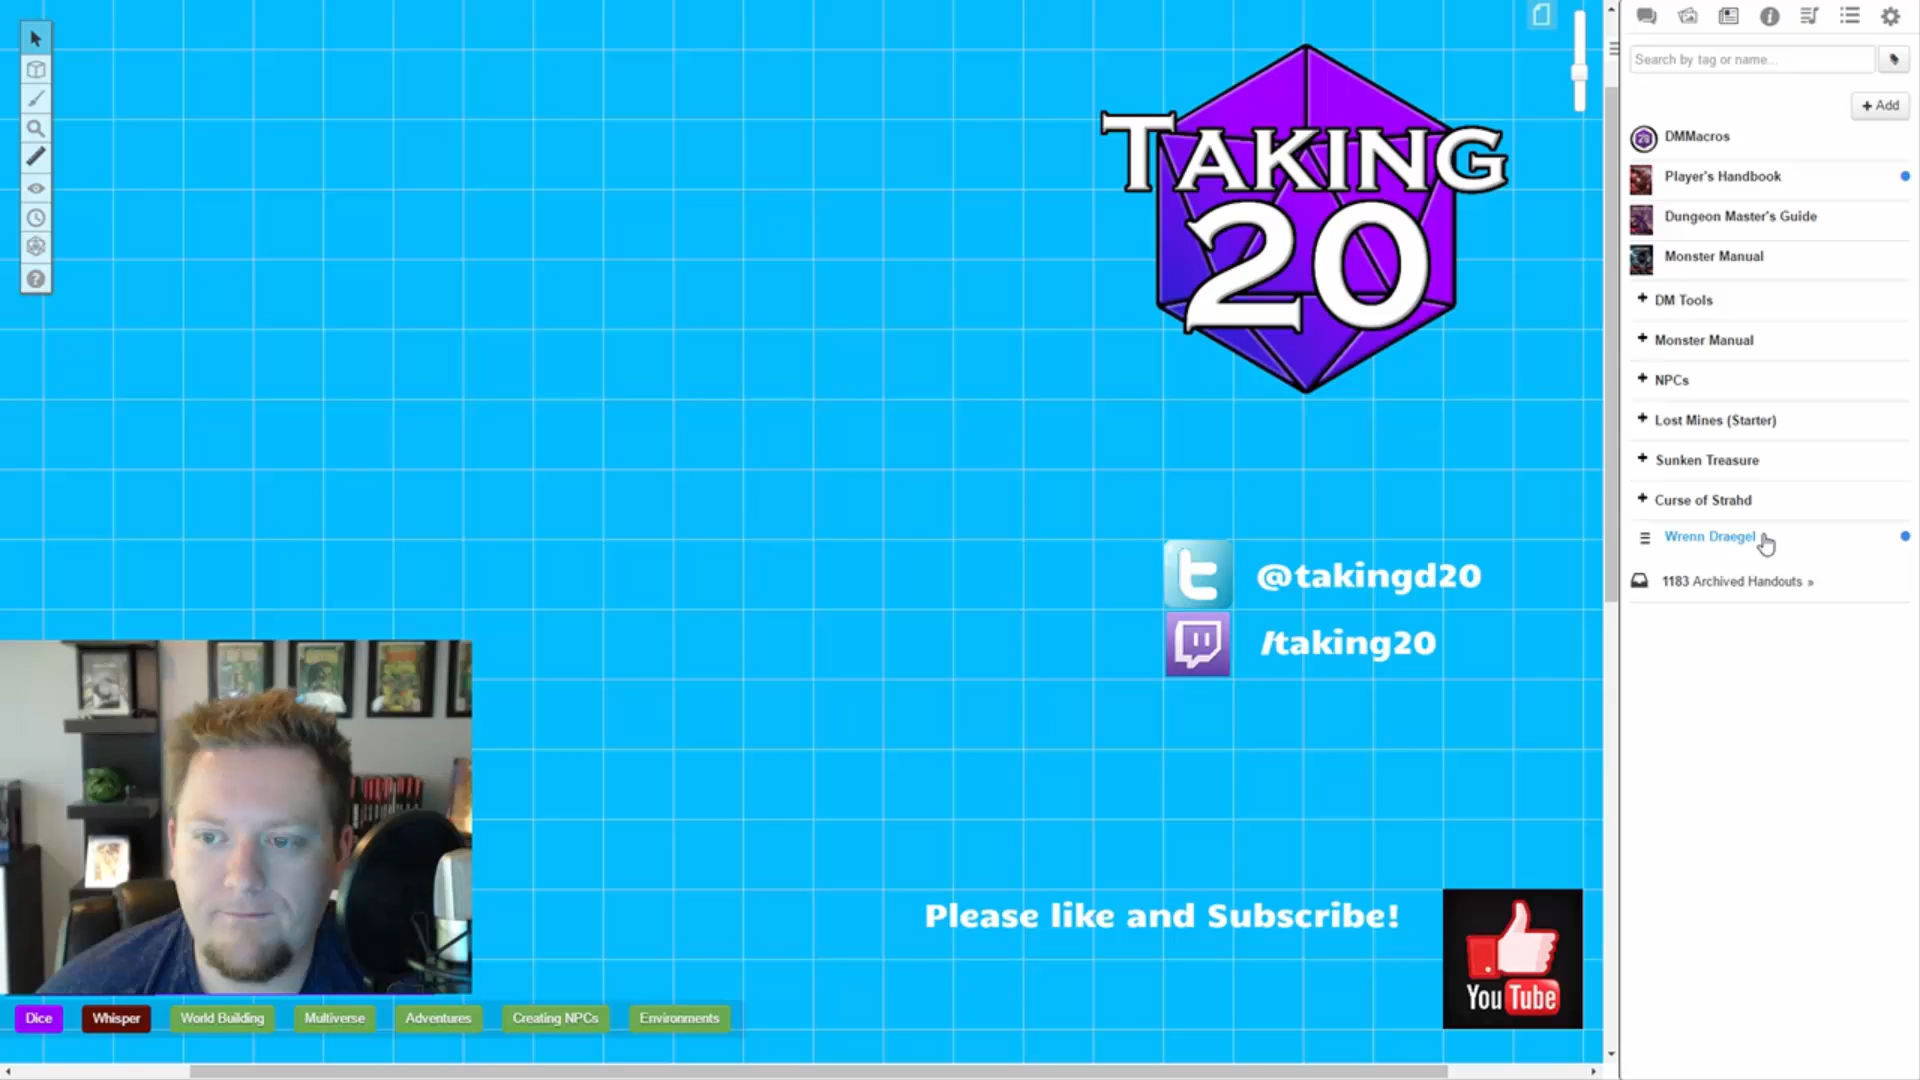 TAKING
20
@takingd20
/taking20
Please like and Subscribe!
You Tube
Dice
Whisper
World Building
Multiverse
Adventures
Creating NPCs
Environments
Search by tag or name...
+ Add
DMMacros
Player's Handbook
Dungeon Master's Guide
Monster Manual
+ DM Tools
+ Monster Manual
+ NPCs
+ Lost Mines (Starter)
+ Sunken Treasure
+ Curse of Strahd
Wrenn Draegel
1183 Archived Handouts »